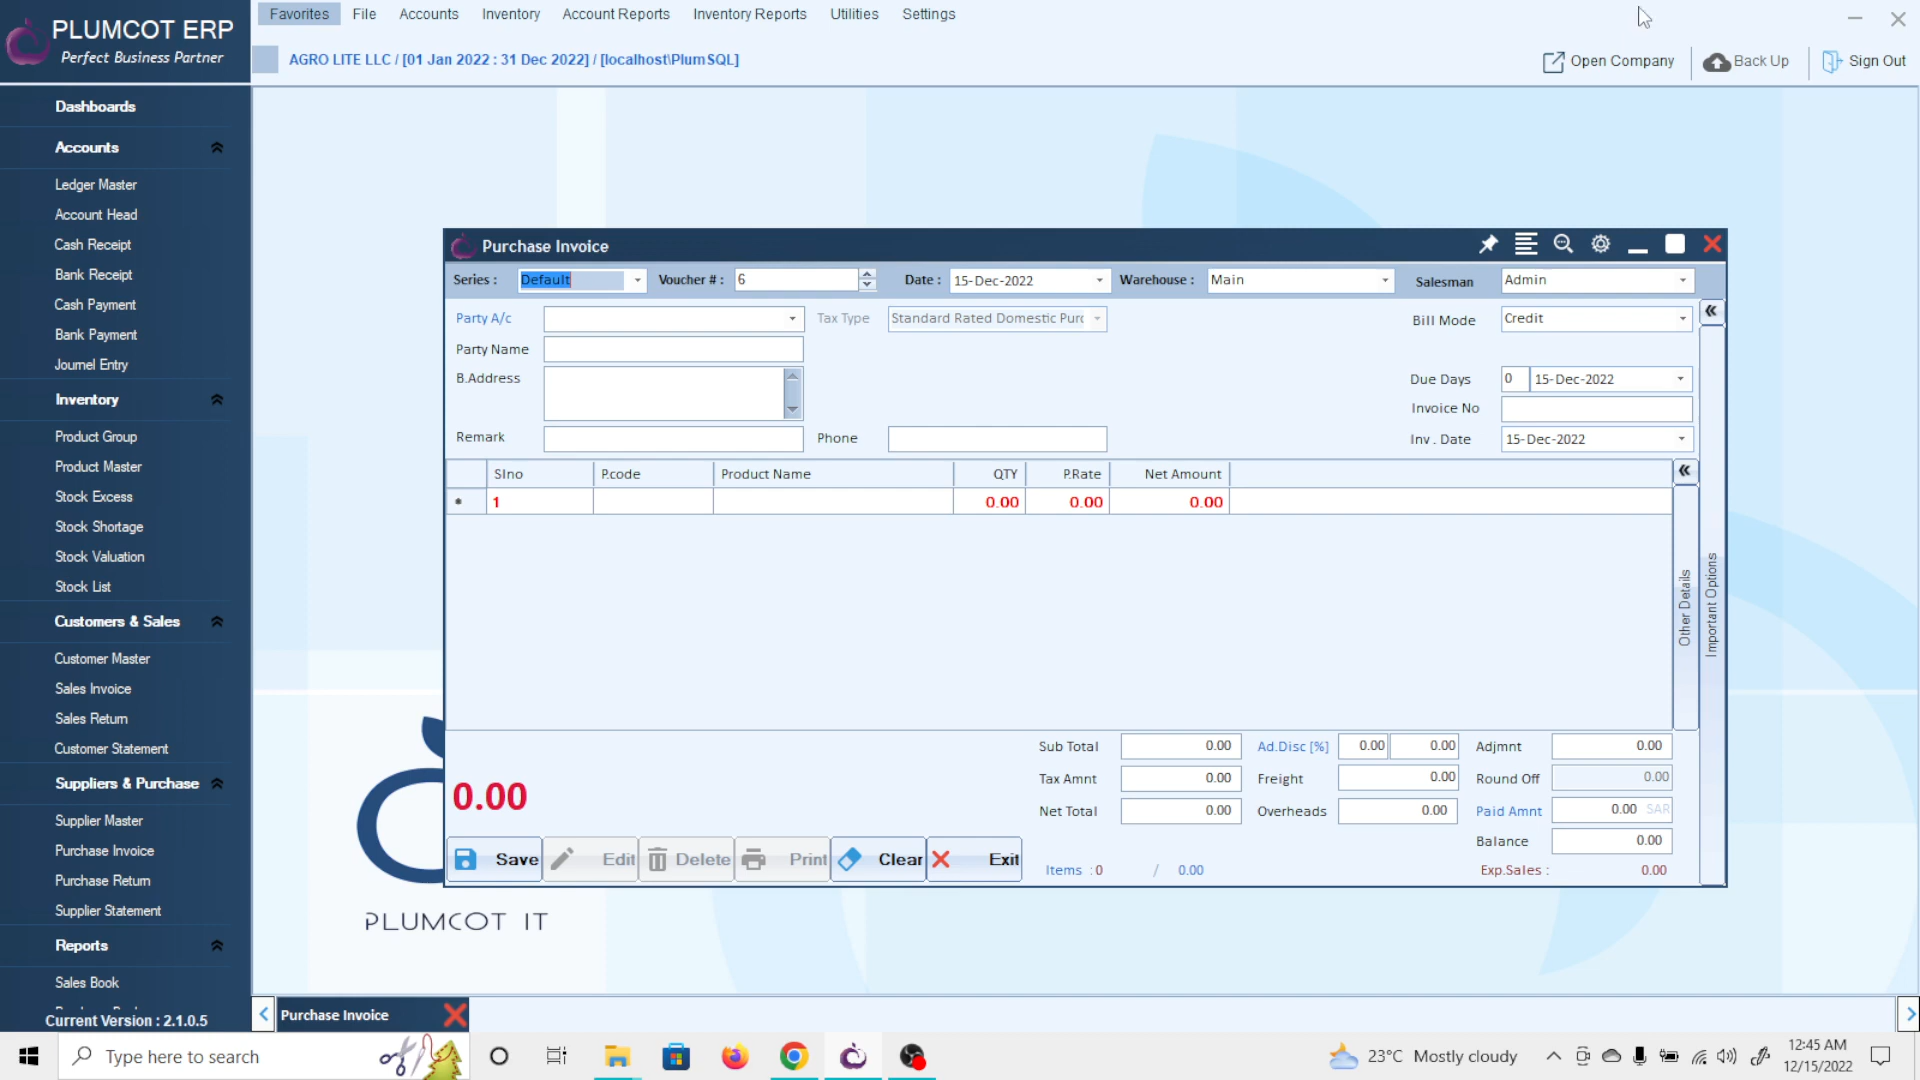 PLUMCOT ERP
Perfect Business Partner
Favorites File Accounts Inventory Account Reports Inventory Reports Utilities Settings
AGRO LITE LLC / [01 Jan 2022 : 31 Dec 2022] / [localhost\PlumSQL]
Open Company Back Up Sign Out
Dashboards
Accounts
Ledger Master
Account Head
Cash Receipt
Bank Receipt
Cash Payment
Bank Payment
Journel Entry
Inventory
Product Group
Product Master
Stock Excess
Stock Shortage
Stock Valuation
Stock List
Customers & Sales
Customer Master
Sales Invoice
Sales Return
Customer Statement
Suppliers & Purchase
Supplier Master
Purchase Invoice
Purchase Return
Supplier Statement
Reports
Sales Book
Current Version : 2.1.0.5
Purchase Invoice
Series : Default Voucher # : 6 Date : 15-Dec-2022 Warehouse : Main Salesman Admin
Party A/c Tax Type Standard Rated Domestic Purc Bill Mode Credit
Party Name
B.Address Due Days 0 15-Dec-2022
Invoice No
Remark Phone Inv . Date 15-Dec-2022
Slno P.code Product Name QTY P.Rate Net Amount
* 1 0.00 0.00 0.00
Other Details
Important Options
Sub Total 0.00 Ad.Disc [%] 0.00 0.00 Adjmnt 0.00
Tax Amnt 0.00 Freight 0.00 Round Off 0.00
0.00
Net Total 0.00 Overheads 0.00 Paid Amnt 0.00 SAR
Balance 0.00
Save Edit Delete Print Clear Exit
Items : 0 / 0.00 Exp.Sales : 0.00
PLUMCOT IT
Purchase Invoice
Type here to search
23°C Mostly cloudy
12:45 AM
12/15/2022